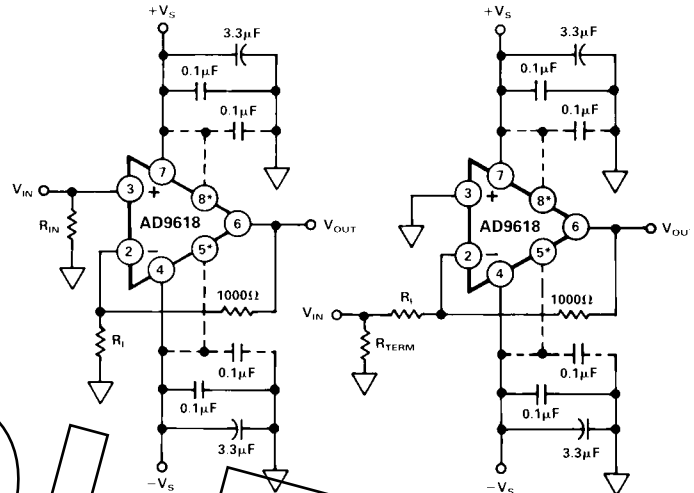 +VS
3.3µF
0.1µF
0.1µF
7
VIN
3
+
8*
RIN
AD9618
6
VOUT
2
−
5*
4
1000Ω
RI
0.1µF
0.1µF
3.3µF
−VS
+VS
3.3µF
0.1µF
0.1µF
7
3
+
8*
AD9618
6
VOU
2
−
5*
4
VIN
RI
1000Ω
RTERM
0.1µF
0.1µF
3.3µF
−VS